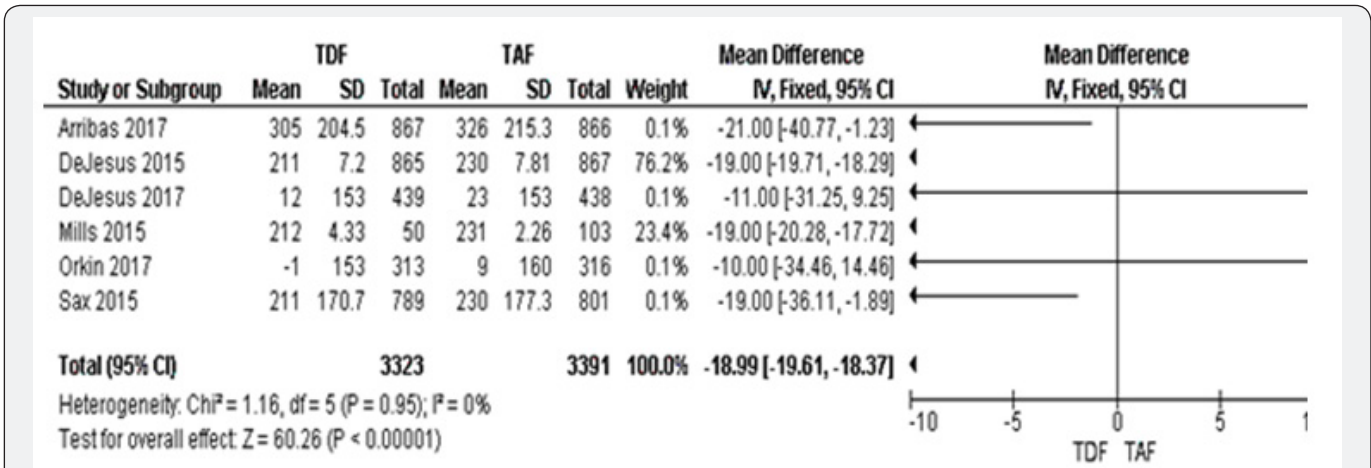 TDF TAF Mean Difference Mean Difference
Study or Subgroup Mean SD Total Mean SD Total Weight IV, Fixed, 95% CI IV, Fixed, 95% CI
Arribas 2017 305 204.5 867 326 215.3 866 0.1% -21.00 [-40.77, -1.23]
DeJesus 2015 211 7.2 865 230 7.81 867 76.2% -19.00 [-19.71, -18.29]
DeJesus 2017 12 153 439 23 153 438 0.1% -11.00 [-31.25, 9.25]
Mills 2015 212 4.33 50 231 2.26 103 23.4% -19.00 [-20.28, -17.72]
Orkin 2017 -1 153 313 9 160 316 0.1% -10.00 [-34.46, 14.46]
Sax 2015 211 170.7 789 230 177.3 801 0.1% -19.00 [-36.11, -1.89]
Total (95% CI) 3323 3391 100.0% -18.99 [-19.61, -18.37]
Heterogeneity: Chi² = 1.16, df = 5 (P = 0.95); I² = 0%
Test for overall effect: Z = 60.26 (P < 0.00001)
-10 -5 0 5 1
TDF TAF